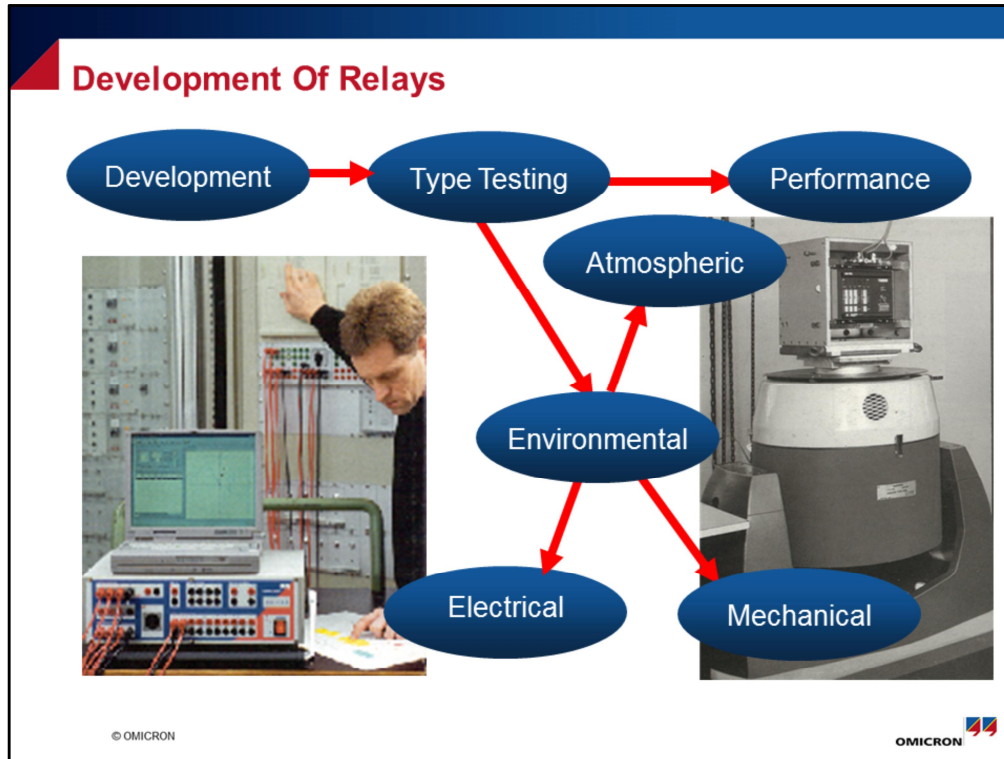 Development Of Relays
Development
Type Testing
Performance
Atmospheric
Environmental
Electrical
Mechanical
© OMICRON
OMICRON